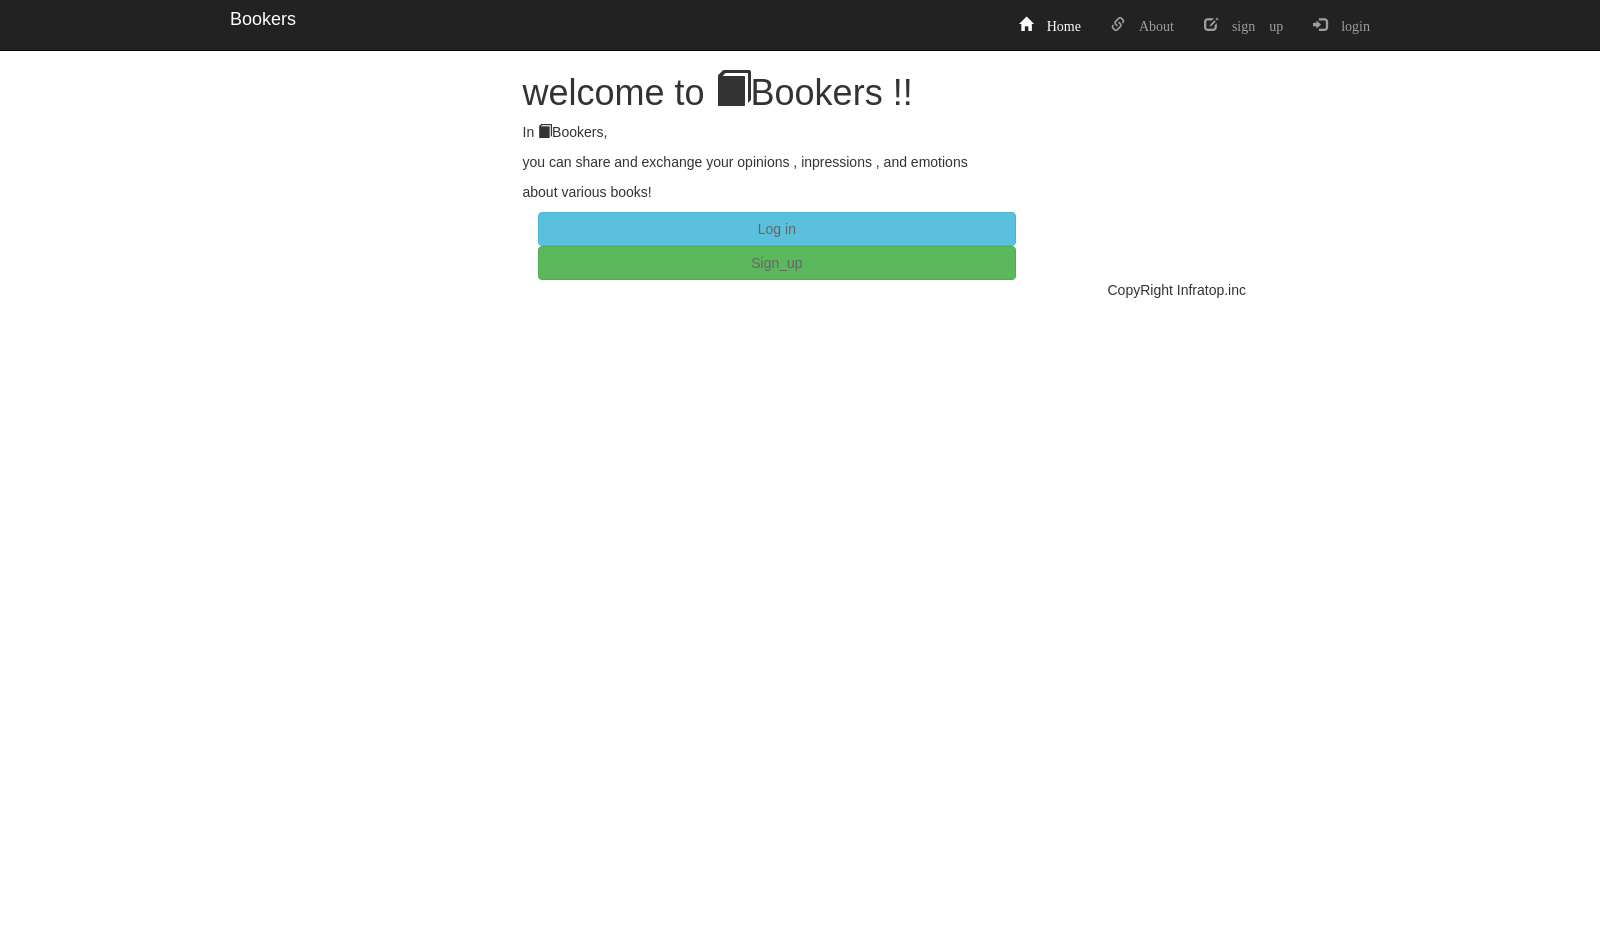 Bookers
Home About sign up login
welcome to Bookers !!
In Bookers,
you can share and exchange your opinions , inpressions , and emotions
about various books!
Log in
Sign_up
CopyRight Infratop.inc